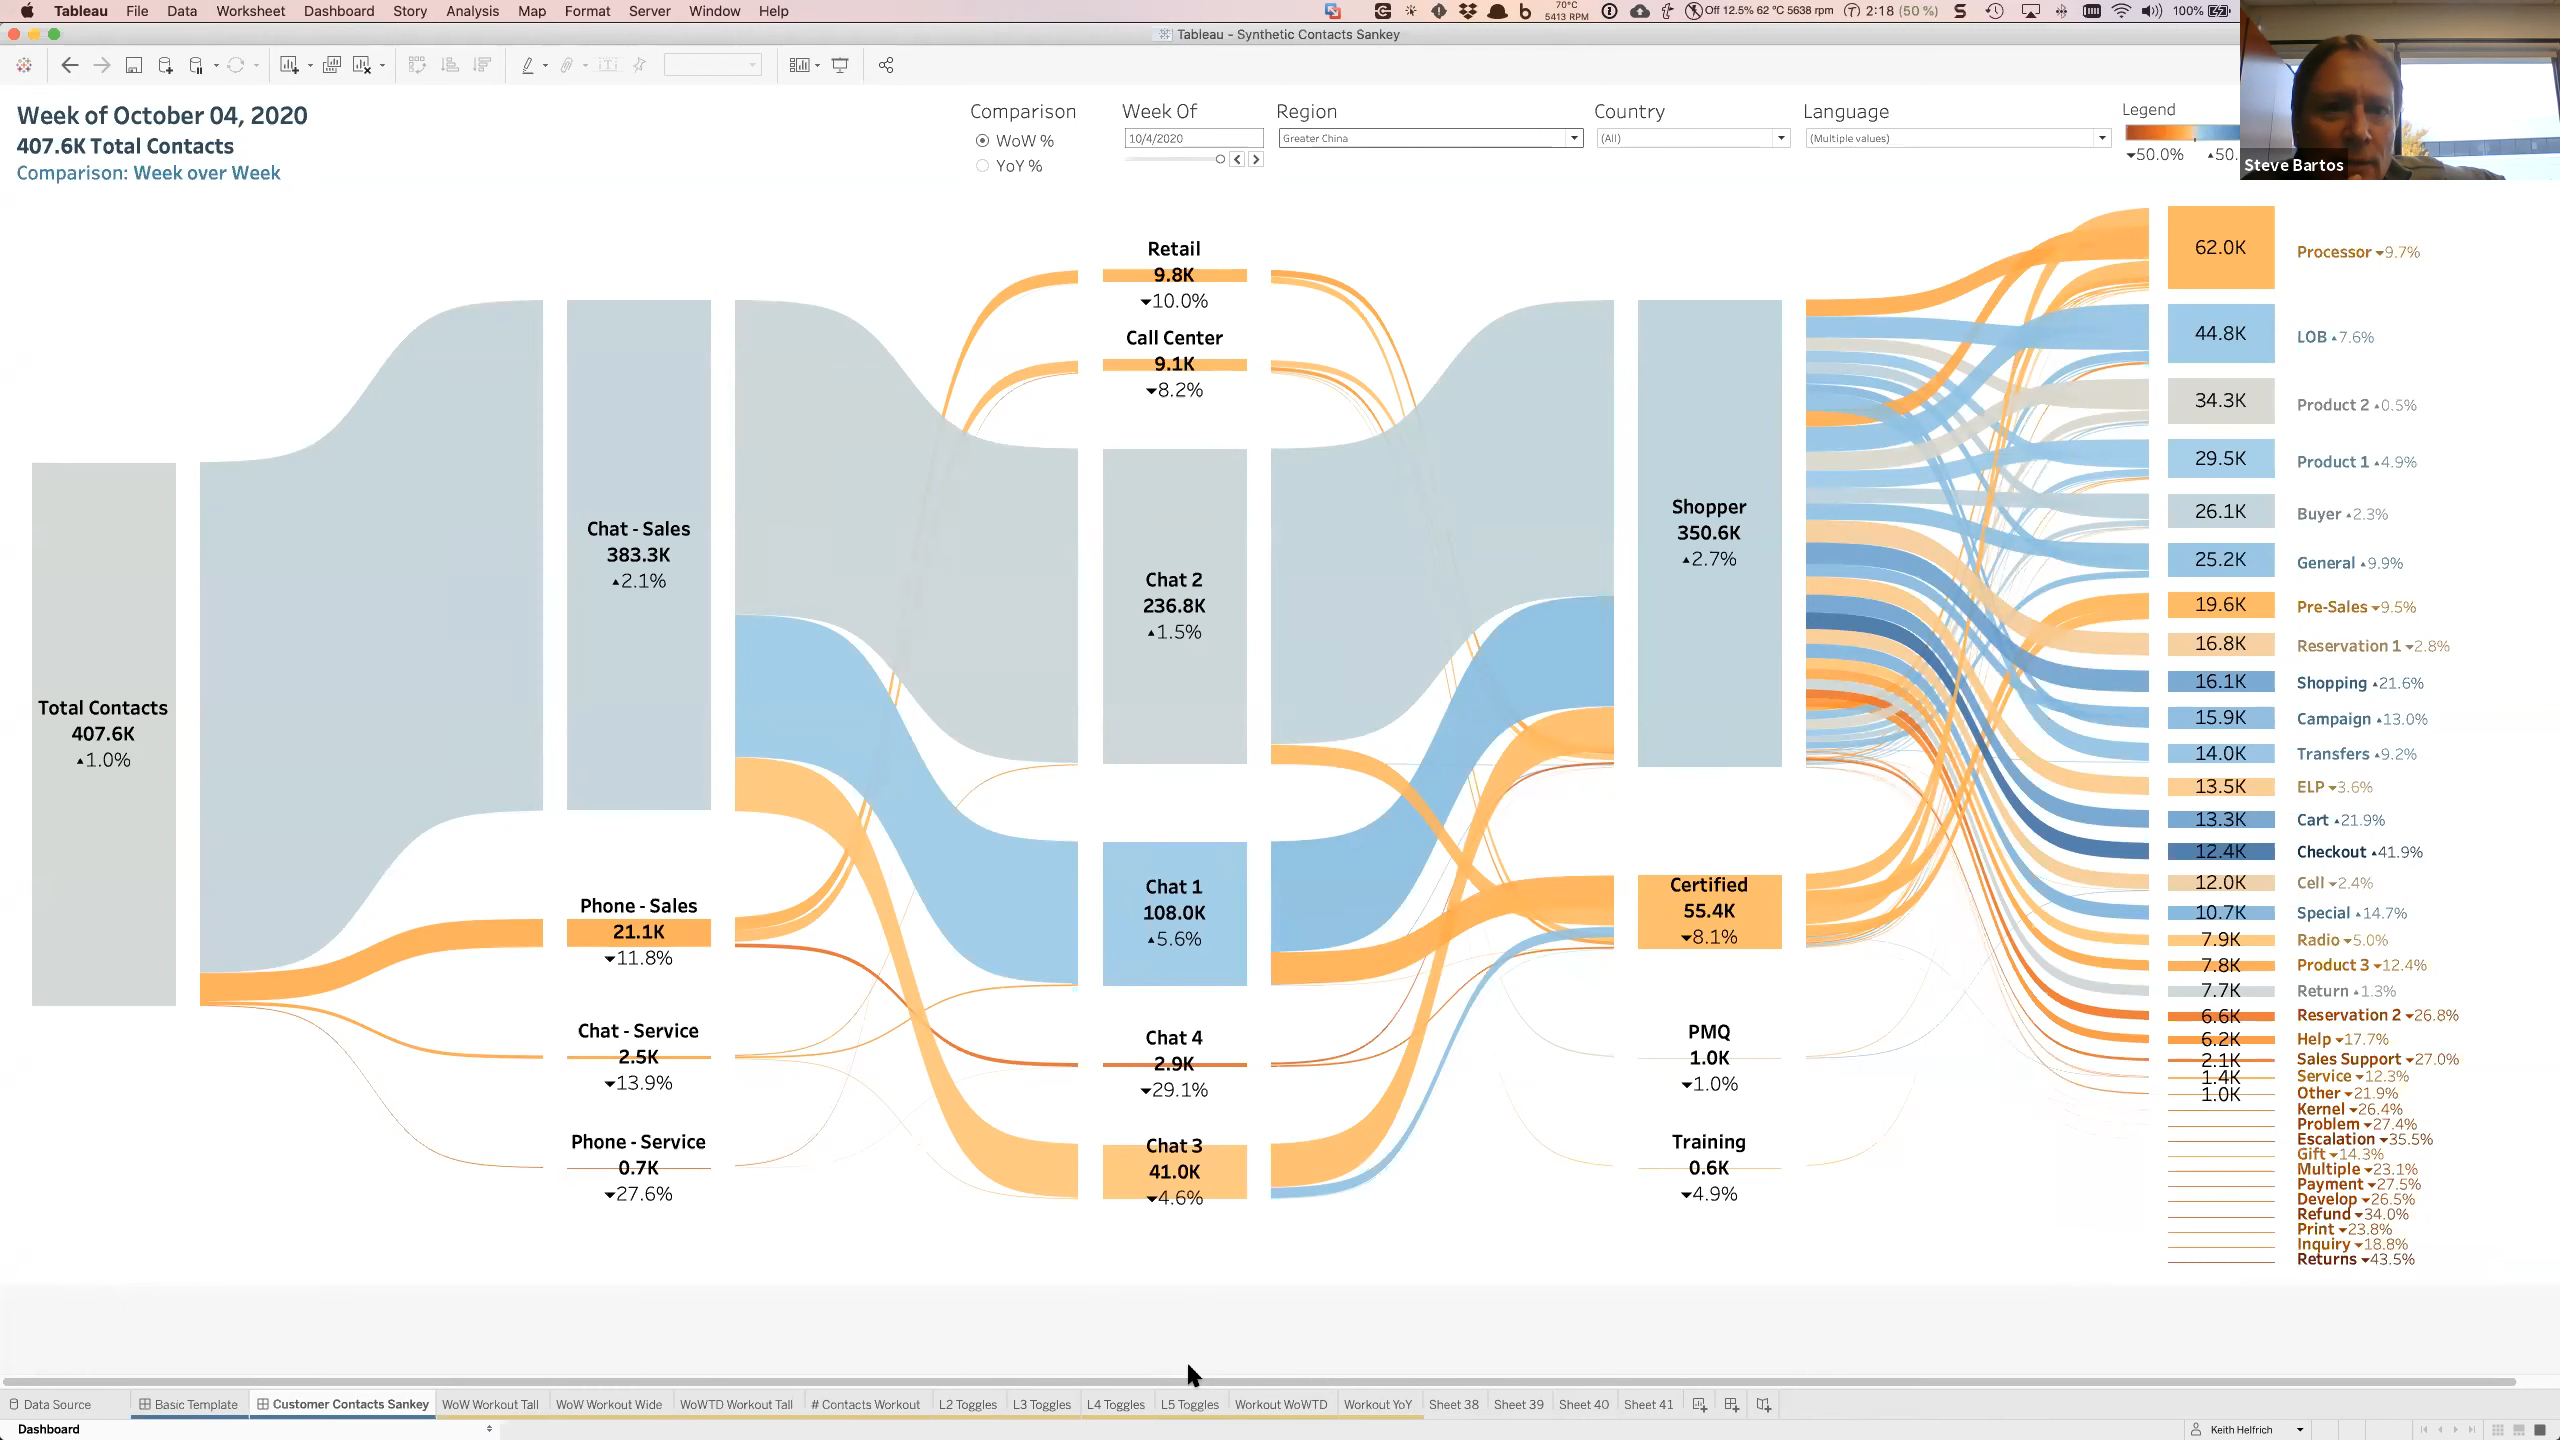 Tableau File Data Worksheet Dashboard Story Analysis Map Format Server Window Help
70°C
5413 RPM
Off 12.5% 62 °C 5638 rpm
2:18 (50 %)
100%
Tableau - Synthetic Contacts Sankey
Week of October 04, 2020
407.6K Total Contacts
Comparison: Week over Week
Comparison
WoW %
YoY %
Week Of
10/4/2020
Region
Greater China
Country
(All)
Language
(Multiple values)
Legend
▾50.0% ▴50.
Steve Bartos
Total Contacts
407.6K
▴1.0%
Chat - Sales
383.3K
▴2.1%
Phone - Sales
21.1K
▾11.8%
Chat - Service
2.5K
▾13.9%
Phone - Service
0.7K
▾27.6%
Retail
9.8K
▾10.0%
Call Center
9.1K
▾8.2%
Chat 2
236.8K
▴1.5%
Chat 1
108.0K
▴5.6%
Chat 4
2.9K
▾29.1%
Chat 3
41.0K
▾4.6%
Shopper
350.6K
▴2.7%
Certified
55.4K
▾8.1%
PMQ
1.0K
▾1.0%
Training
0.6K
▾4.9%
62.0K Processor ▾9.7%
44.8K LOB ▴7.6%
34.3K Product 2 ▴0.5%
29.5K Product 1 ▴4.9%
26.1K Buyer ▴2.3%
25.2K General ▴9.9%
19.6K Pre-Sales ▾9.5%
16.8K Reservation 1 ▾2.8%
16.1K Shopping ▴21.6%
15.9K Campaign ▴13.0%
14.0K Transfers ▴9.2%
13.5K ELP ▾3.6%
13.3K Cart ▴21.9%
12.4K Checkout ▴41.9%
12.0K Cell ▾2.4%
10.7K Special ▴14.7%
7.9K Radio ▾5.0%
7.8K Product 3 ▾12.4%
7.7K Return ▴1.3%
6.6K Reservation 2 ▾26.8%
6.2K Help ▾17.7%
2.1K Sales Support ▾27.0%
1.4K Service ▾12.3%
1.0K Other ▾21.9%
Kernel ▾26.4%
Problem ▾27.4%
Escalation ▾35.5%
Gift ▾14.3%
Multiple ▾23.1%
Payment ▾27.5%
Develop ▾26.5%
Refund ▾34.0%
Print ▾23.8%
Inquiry ▾18.8%
Returns ▾43.5%
Data Source Basic Template Customer Contacts Sankey WoW Workout Tall WoW Workout Wide WoWTD Workout Tall # Contacts Workout L2 Toggles L3 Toggles L4 Toggles L5 Toggles Workout WoWTD Workout YoY Sheet 38 Sheet 39 Sheet 40 Sheet 41
Dashboard
Keith Helfrich